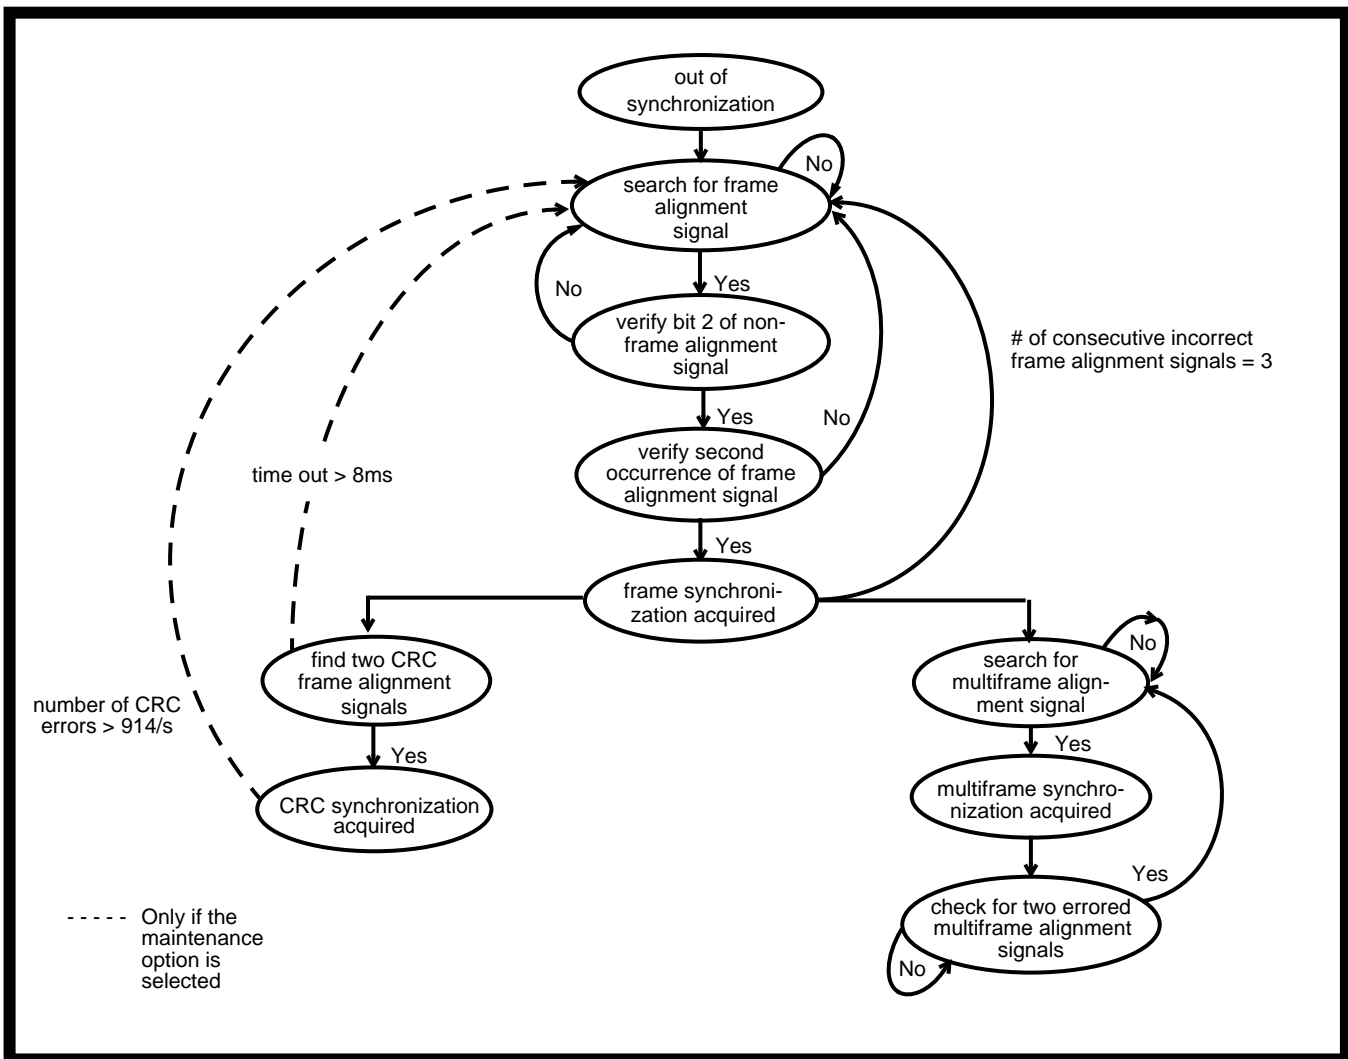 out of
synchronization
No
search for frame
alignment
signal
Yes
No
verify bit 2 of non-
frame alignment
signal
# of consecutive incorrect
frame alignment signals = 3
Yes
No
verify second
occurrence of frame
alignment signal
time out > 8ms
Yes
frame synchroni-
zation acquired
find two CRC
frame alignment
signals
No
search for
multiframe align-
ment signal
number of CRC
errors > 914/s
Yes
Yes
CRC synchronization
acquired
multiframe synchro-
nization acquired
Yes
check for two errored
multiframe alignment
signals
No
- - - - - Only if the
maintenance
option is
selected